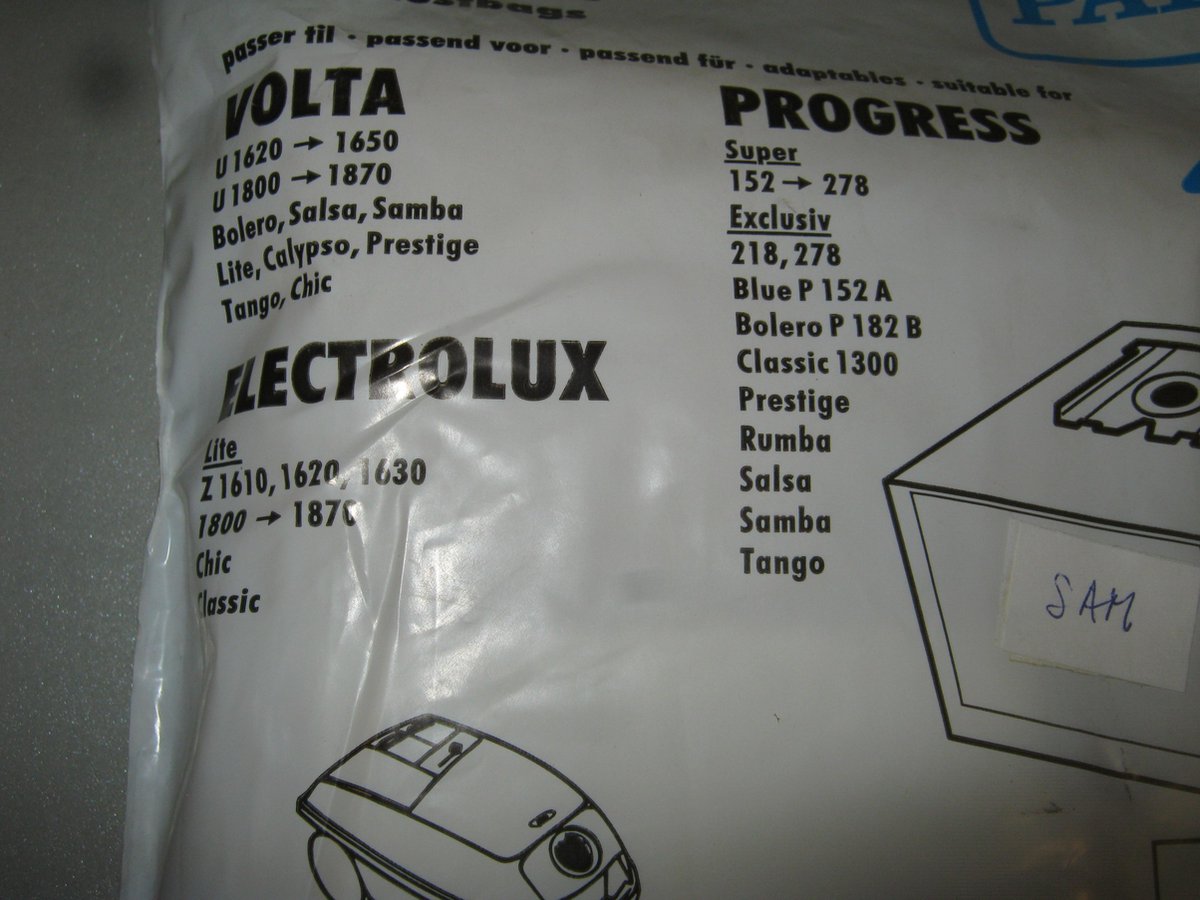 passer til · passend voor · passend für · adaptables · suitable for
VOLTA
U 1620 → 1650
U 1800 → 1870
Bolero, Salsa, Samba
Lite, Calypso, Prestige
Tango, Chic
ELECTROLUX
Lite
Z 1610, 1620, 1630
1800 → 1870
Chic
Classic
PROGRESS
Super
152 → 278
Exclusiv
218, 278
Blue P 152 A
Bolero P 182 B
Classic 1300
Prestige
Rumba
Salsa
Samba
Tango
SAM